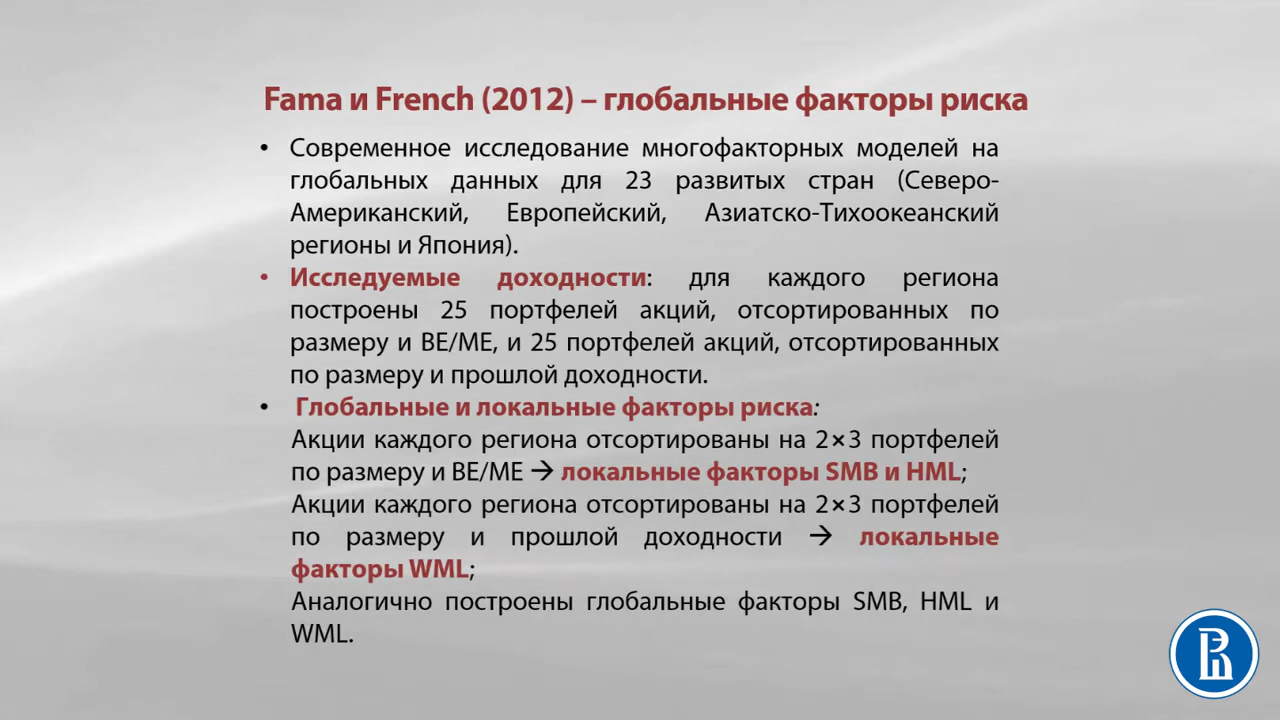 Fama и French (2012) – глобальные факторы риска
• Современное исследование многофакторных моделей на
глобальных данных для 23 развитых стран (Северо-
Американский, Европейский, Азиатско-Тихоокеанский
регионы и Япония).
• Исследуемые доходности: для каждого региона
построены 25 портфелей акций, отсортированных по
размеру и BE/ME, и 25 портфелей акций, отсортированных
по размеру и прошлой доходности.
• Глобальные и локальные факторы риска:
Акции каждого региона отсортированы на 2×3 портфелей
по размеру и BE/ME → локальные факторы SMB и HML;
Акции каждого региона отсортированы на 2×3 портфелей
по размеру и прошлой доходности → локальные
факторы WML;
Аналогично построены глобальные факторы SMB, HML и
WML.